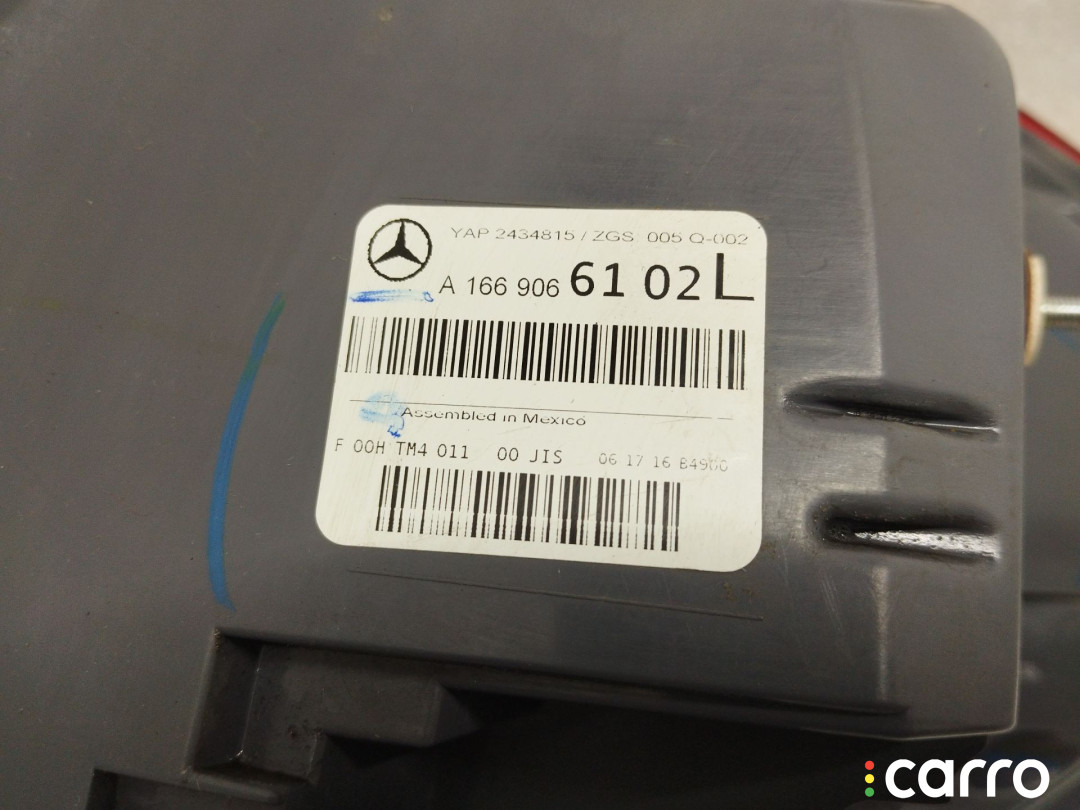 YAP 2434815 / ZGS 005 Q-002
A 166 906 61 02 L
Assembled in Mexico
F 00H TM4 011 00 JIS 06 17 16 B4900
carro